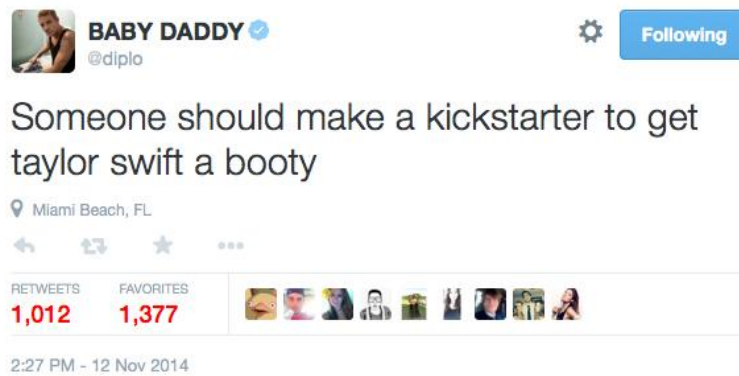 BABY DADDY
@diplo
Following
Someone should make a kickstarter to get
taylor swift a booty
Miami Beach, FL
RETWEETS
FAVORITES
1,012
1,377
2:27 PM - 12 Nov 2014